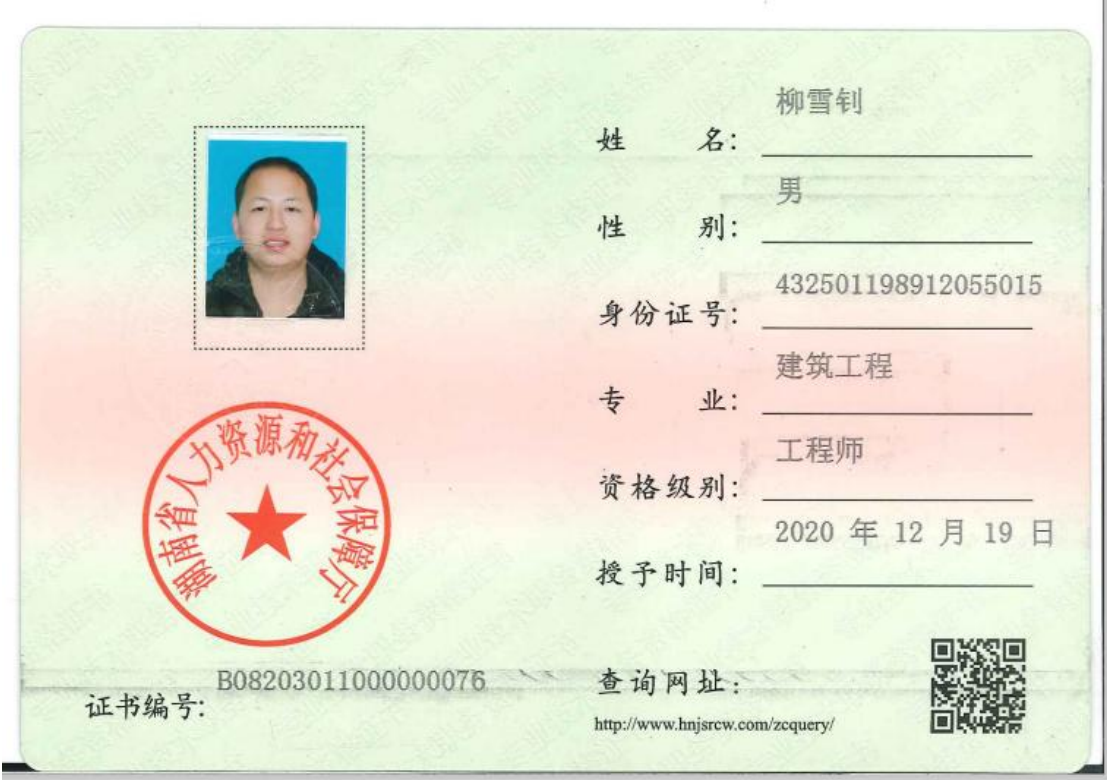 柳雪钊
姓 名:
男
性 别:
432501198912055015
身份证号:
建筑工程
专 业:
工程师
资格级别:
2020 年 12 月 19 日
授予时间:
湖南省人力资源和社会保障厅
B08203011000000076
证书编号:
查询网址:
http://www.hnjsrcw.com/zcquery/